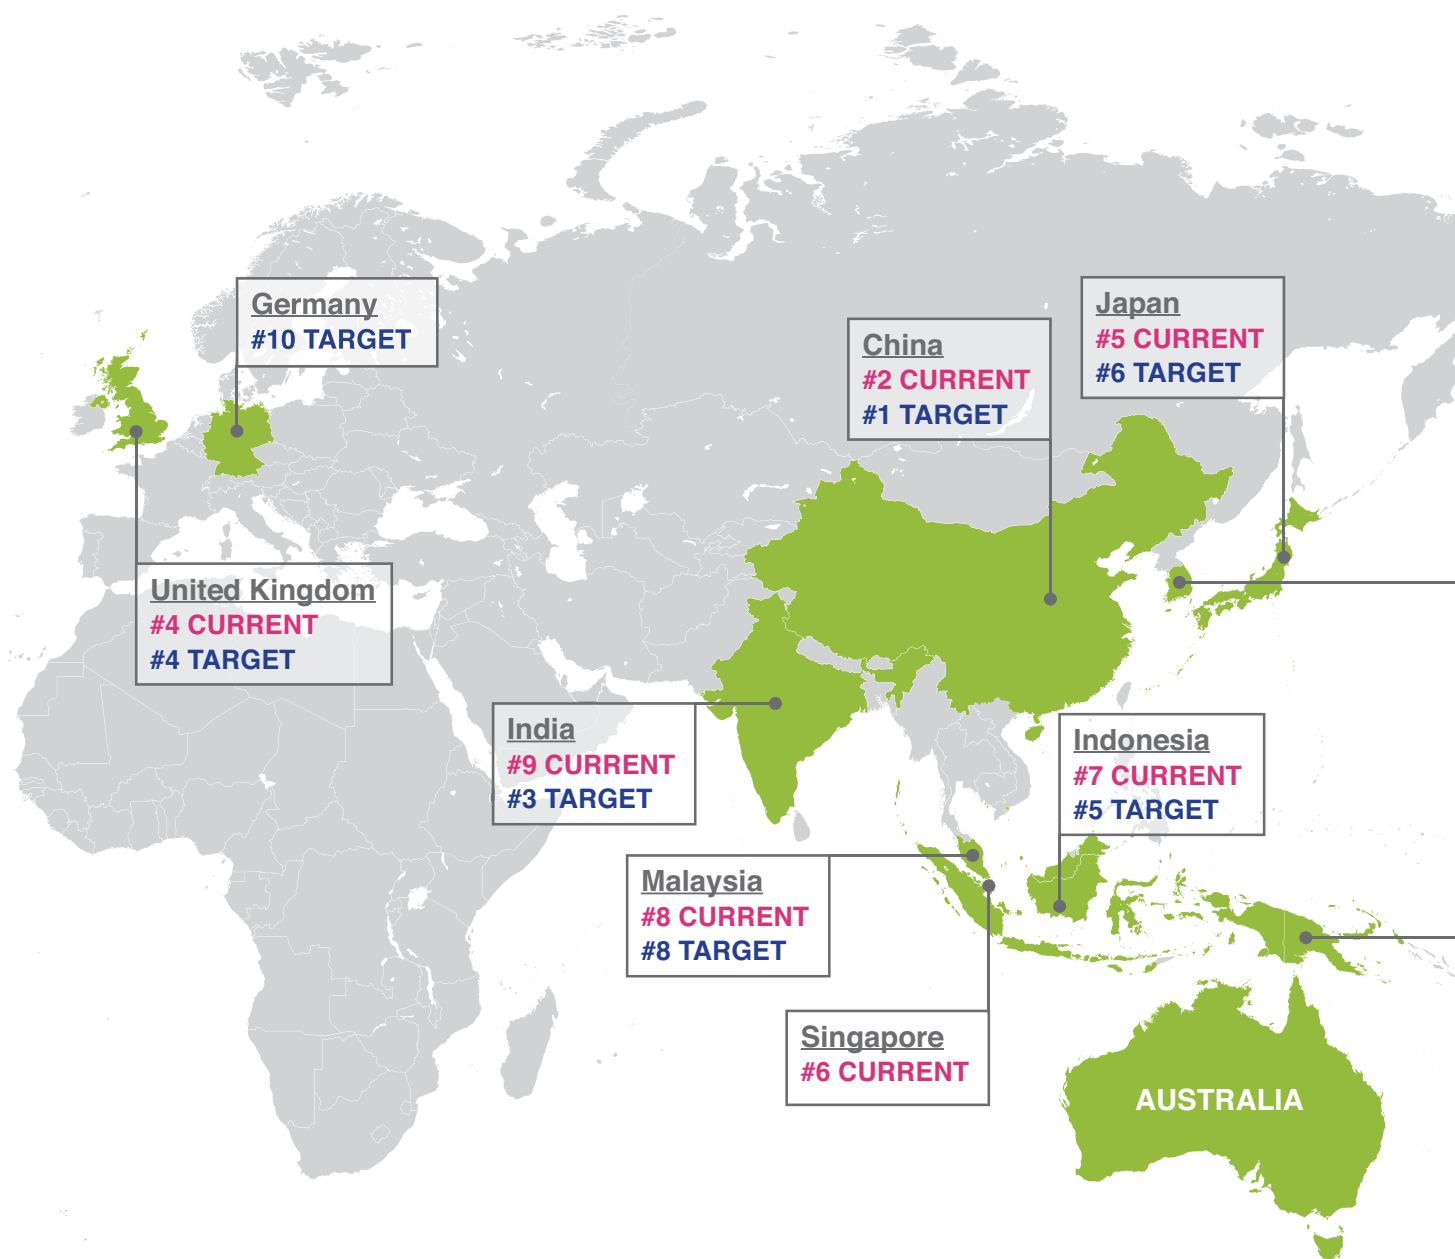 Germany
#10 TARGET
Japan
#5 CURRENT
#6 TARGET
China
#2 CURRENT
#1 TARGET
United Kingdom
#4 CURRENT
#4 TARGET
India
#9 CURRENT
#3 TARGET
Indonesia
#7 CURRENT
#5 TARGET
Malaysia
#8 CURRENT
#8 TARGET
Singapore
#6 CURRENT
AUSTRALIA